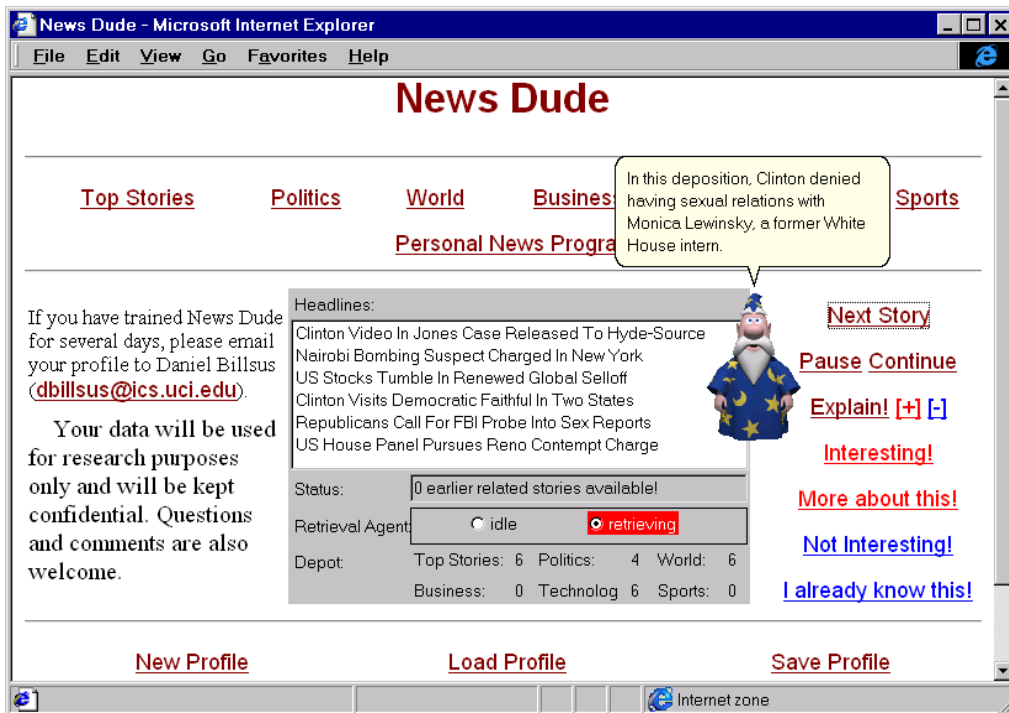 News Dude - Microsoft Internet Explorer
File Edit View Go Favorites Help
News Dude
Top Stories Politics World Sports
Personal News
In this deposition, Clinton denied
having sexual relations with
Monica Lewinsky, a former White
House intern.
If you have trained News Dude
for several days, please email
your profile to Daniel Billsus
(dbillsus@ics.uci.edu).
Your data will be used
for research purposes
only and will be kept
confidential. Questions
and comments are also
welcome.
Headlines:
Clinton Video In Jones Case Released To Hyde-Source
Nairobi Bombing Suspect Charged In New York
US Stocks Tumble In Renewed Global Selloff
Clinton Visits Democratic Faithful In Two States
Republicans Call For FBI Probe Into Sex Reports
US House Panel Pursues Reno Contempt Charge
Status: 0 earlier related stories available!
Retrieval Agent: idle retrieving
Depot: Top Stories: 6 Politics: 4 World: 6
Business: 0 Technolog 6 Sports: 0
Next Story
Pause Continue
Explain! [+] [-]
Interesting!
More about this!
Not Interesting!
I already know this!
New Profile Load Profile Save Profile
Internet zone